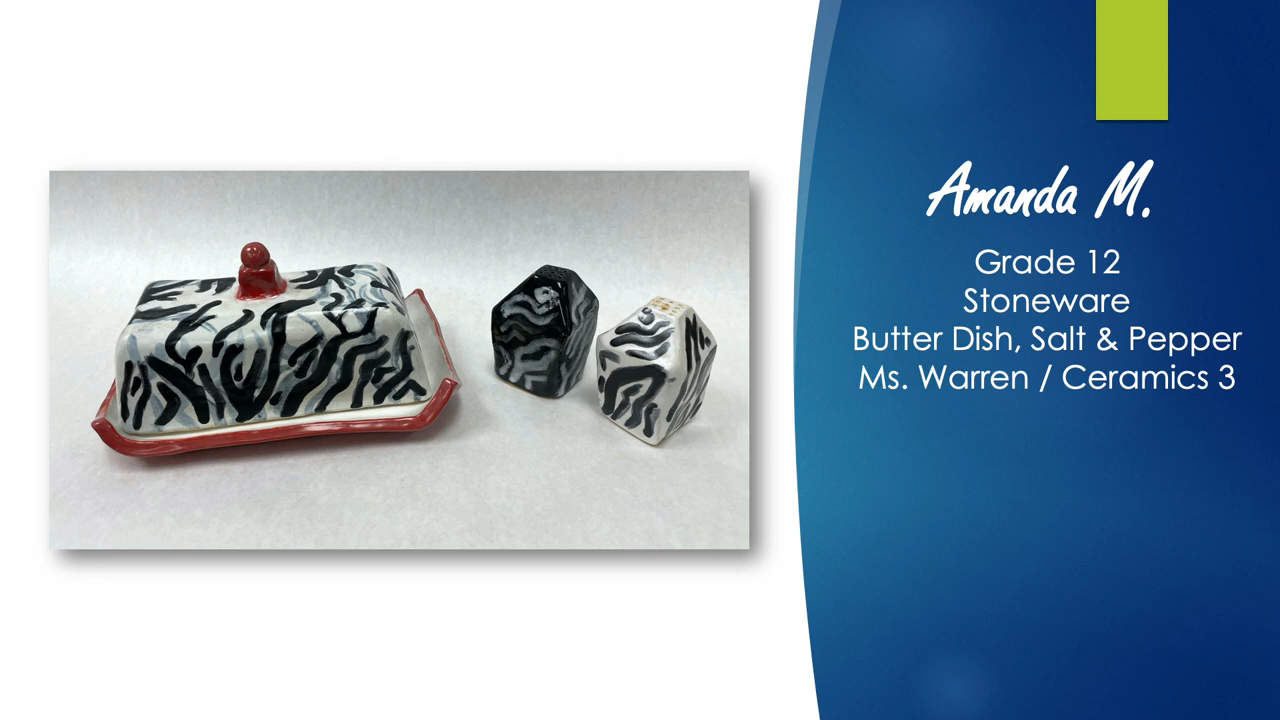 Amanda M.
Grade 12
Stoneware
Butter Dish, Salt & Pepper
Ms. Warren / Ceramics 3